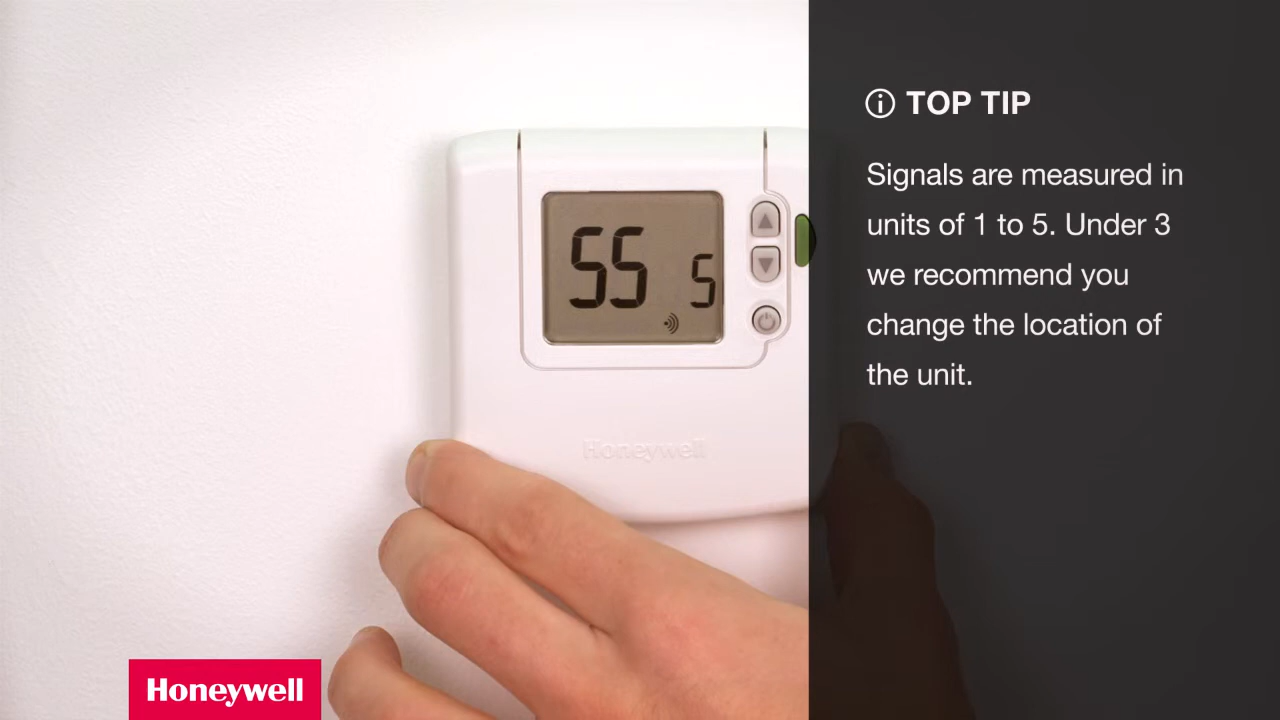 TOP TIP
Signals are measured in
units of 1 to 5. Under 3
we recommend you
change the location of
the unit.
55 5
Honeywell
Honeywell